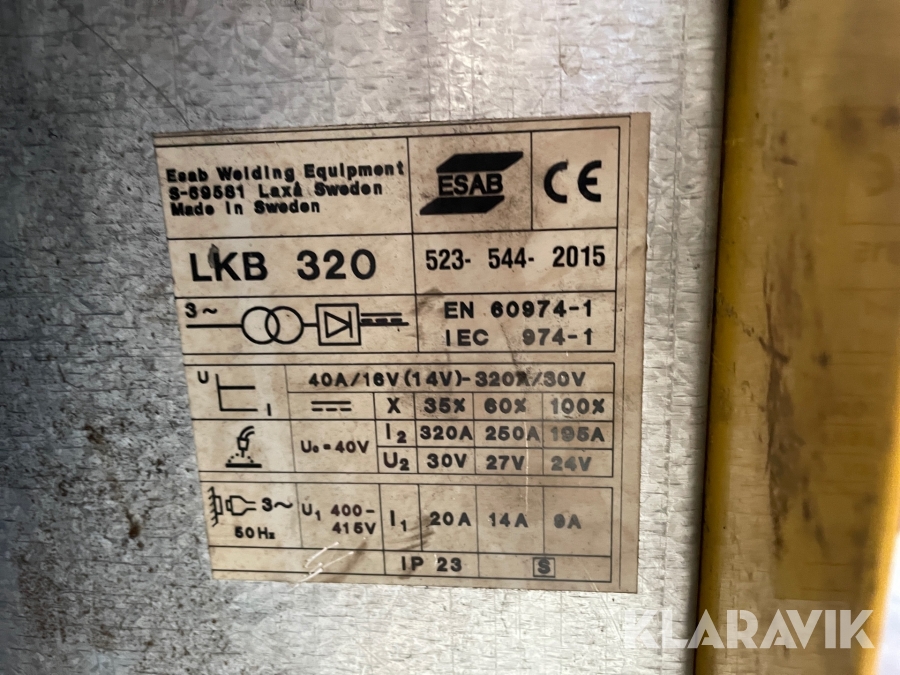 Esab Welding Equipment
S-69581 Laxå Sweden
Made in Sweden
ESAB
CE
LKB 320
523- 544- 2015
3~
EN 60974-1
IEC 974-1
U
I
40A/16V(14V)-320A/30V
X 35% 60% 100%
U₀=40V
I₂ 320A 250A 195A
U₂ 30V 27V 24V
3~
50Hz
U₁ 400-
415V
I₁ 20A 14A 9A
IP 23
S
KLARAVIK